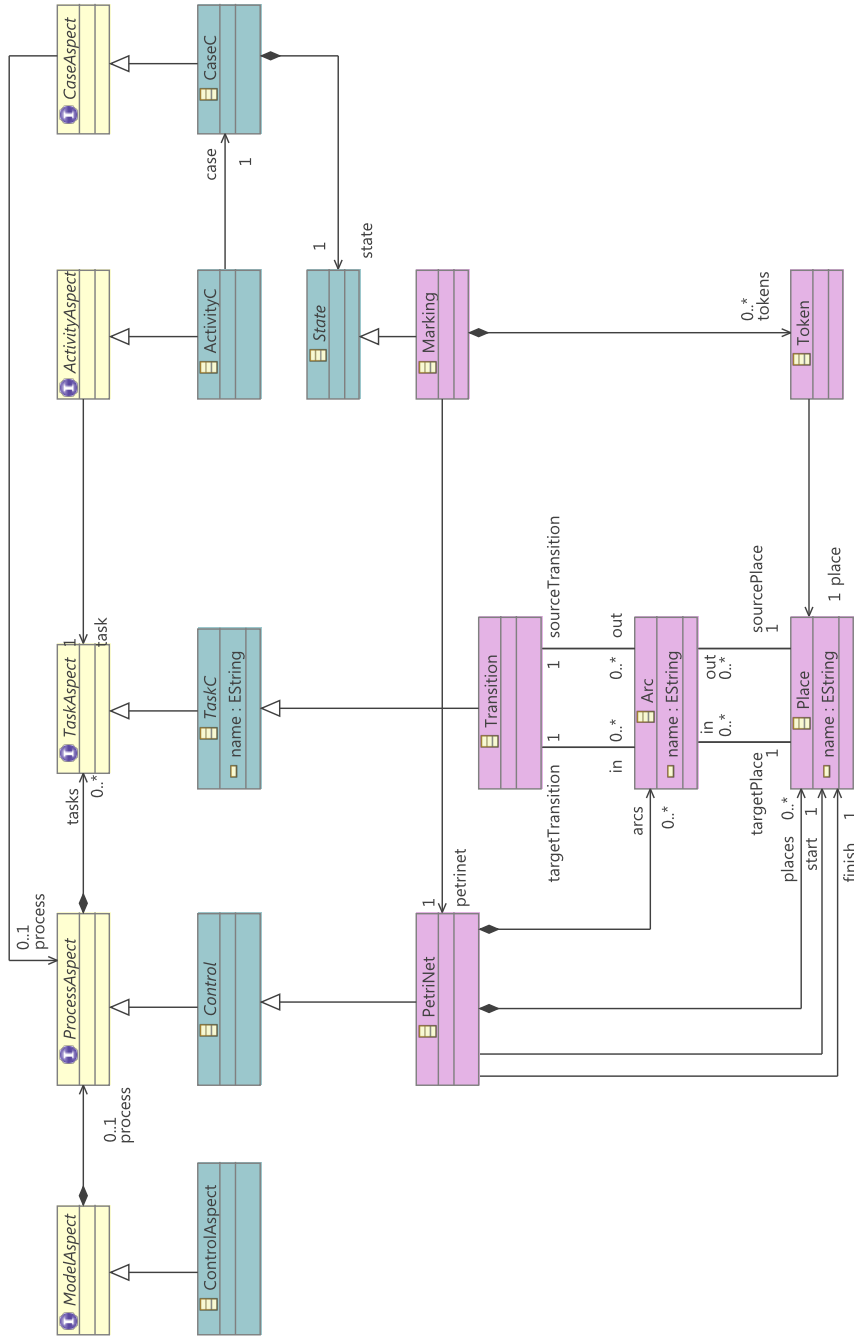 ModelAspect
0..1
process
ProcessAspect
0..1
process
tasks
0..*
TaskAspect
1
task
ActivityAspect
CaseAspect
ControlAspect
Control
TaskC
name : EString
ActivityC
case
1
CaseC
1
state
State
PetriNet
1
petrinet
Marking
Transition
targetTransition
1
1
sourceTransition
in
0..*
0..*
out
arcs
0..*
Arc
name : EString
in
0..*
out
0..*
targetPlace
1
sourcePlace
1
places
0..*
start
1
finish
1
Place
name : EString
1 place
0..*
tokens
Token